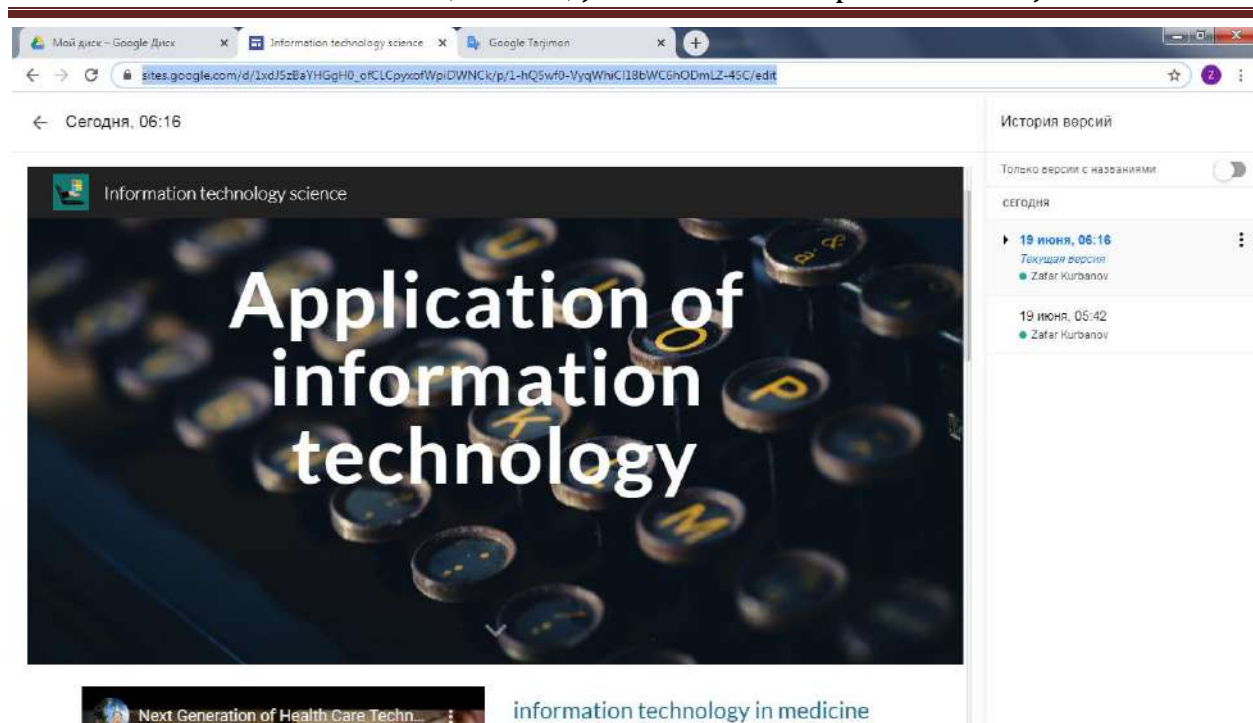 Мой диск – Google Диск
Information technology science
Google Tarjimon
sites.google.com/d/1xdJ5zBaYHGgH0_ofCLCpyxofWpiDWNCk/p/1-hQ5wf0-VyqWhiCl18bWC6hODmLZ-45C/edit
Z
Сегодня, 06:16
История версий
Только версии с названиями
СЕГОДНЯ
19 июня, 06:16
Текущая версия
Zafar Kurbanov
19 июня, 05:42
Zafar Kurbanov
Information technology science
Application of
information
technology
Next Generation of Health Care Techn...
information technology in medicine